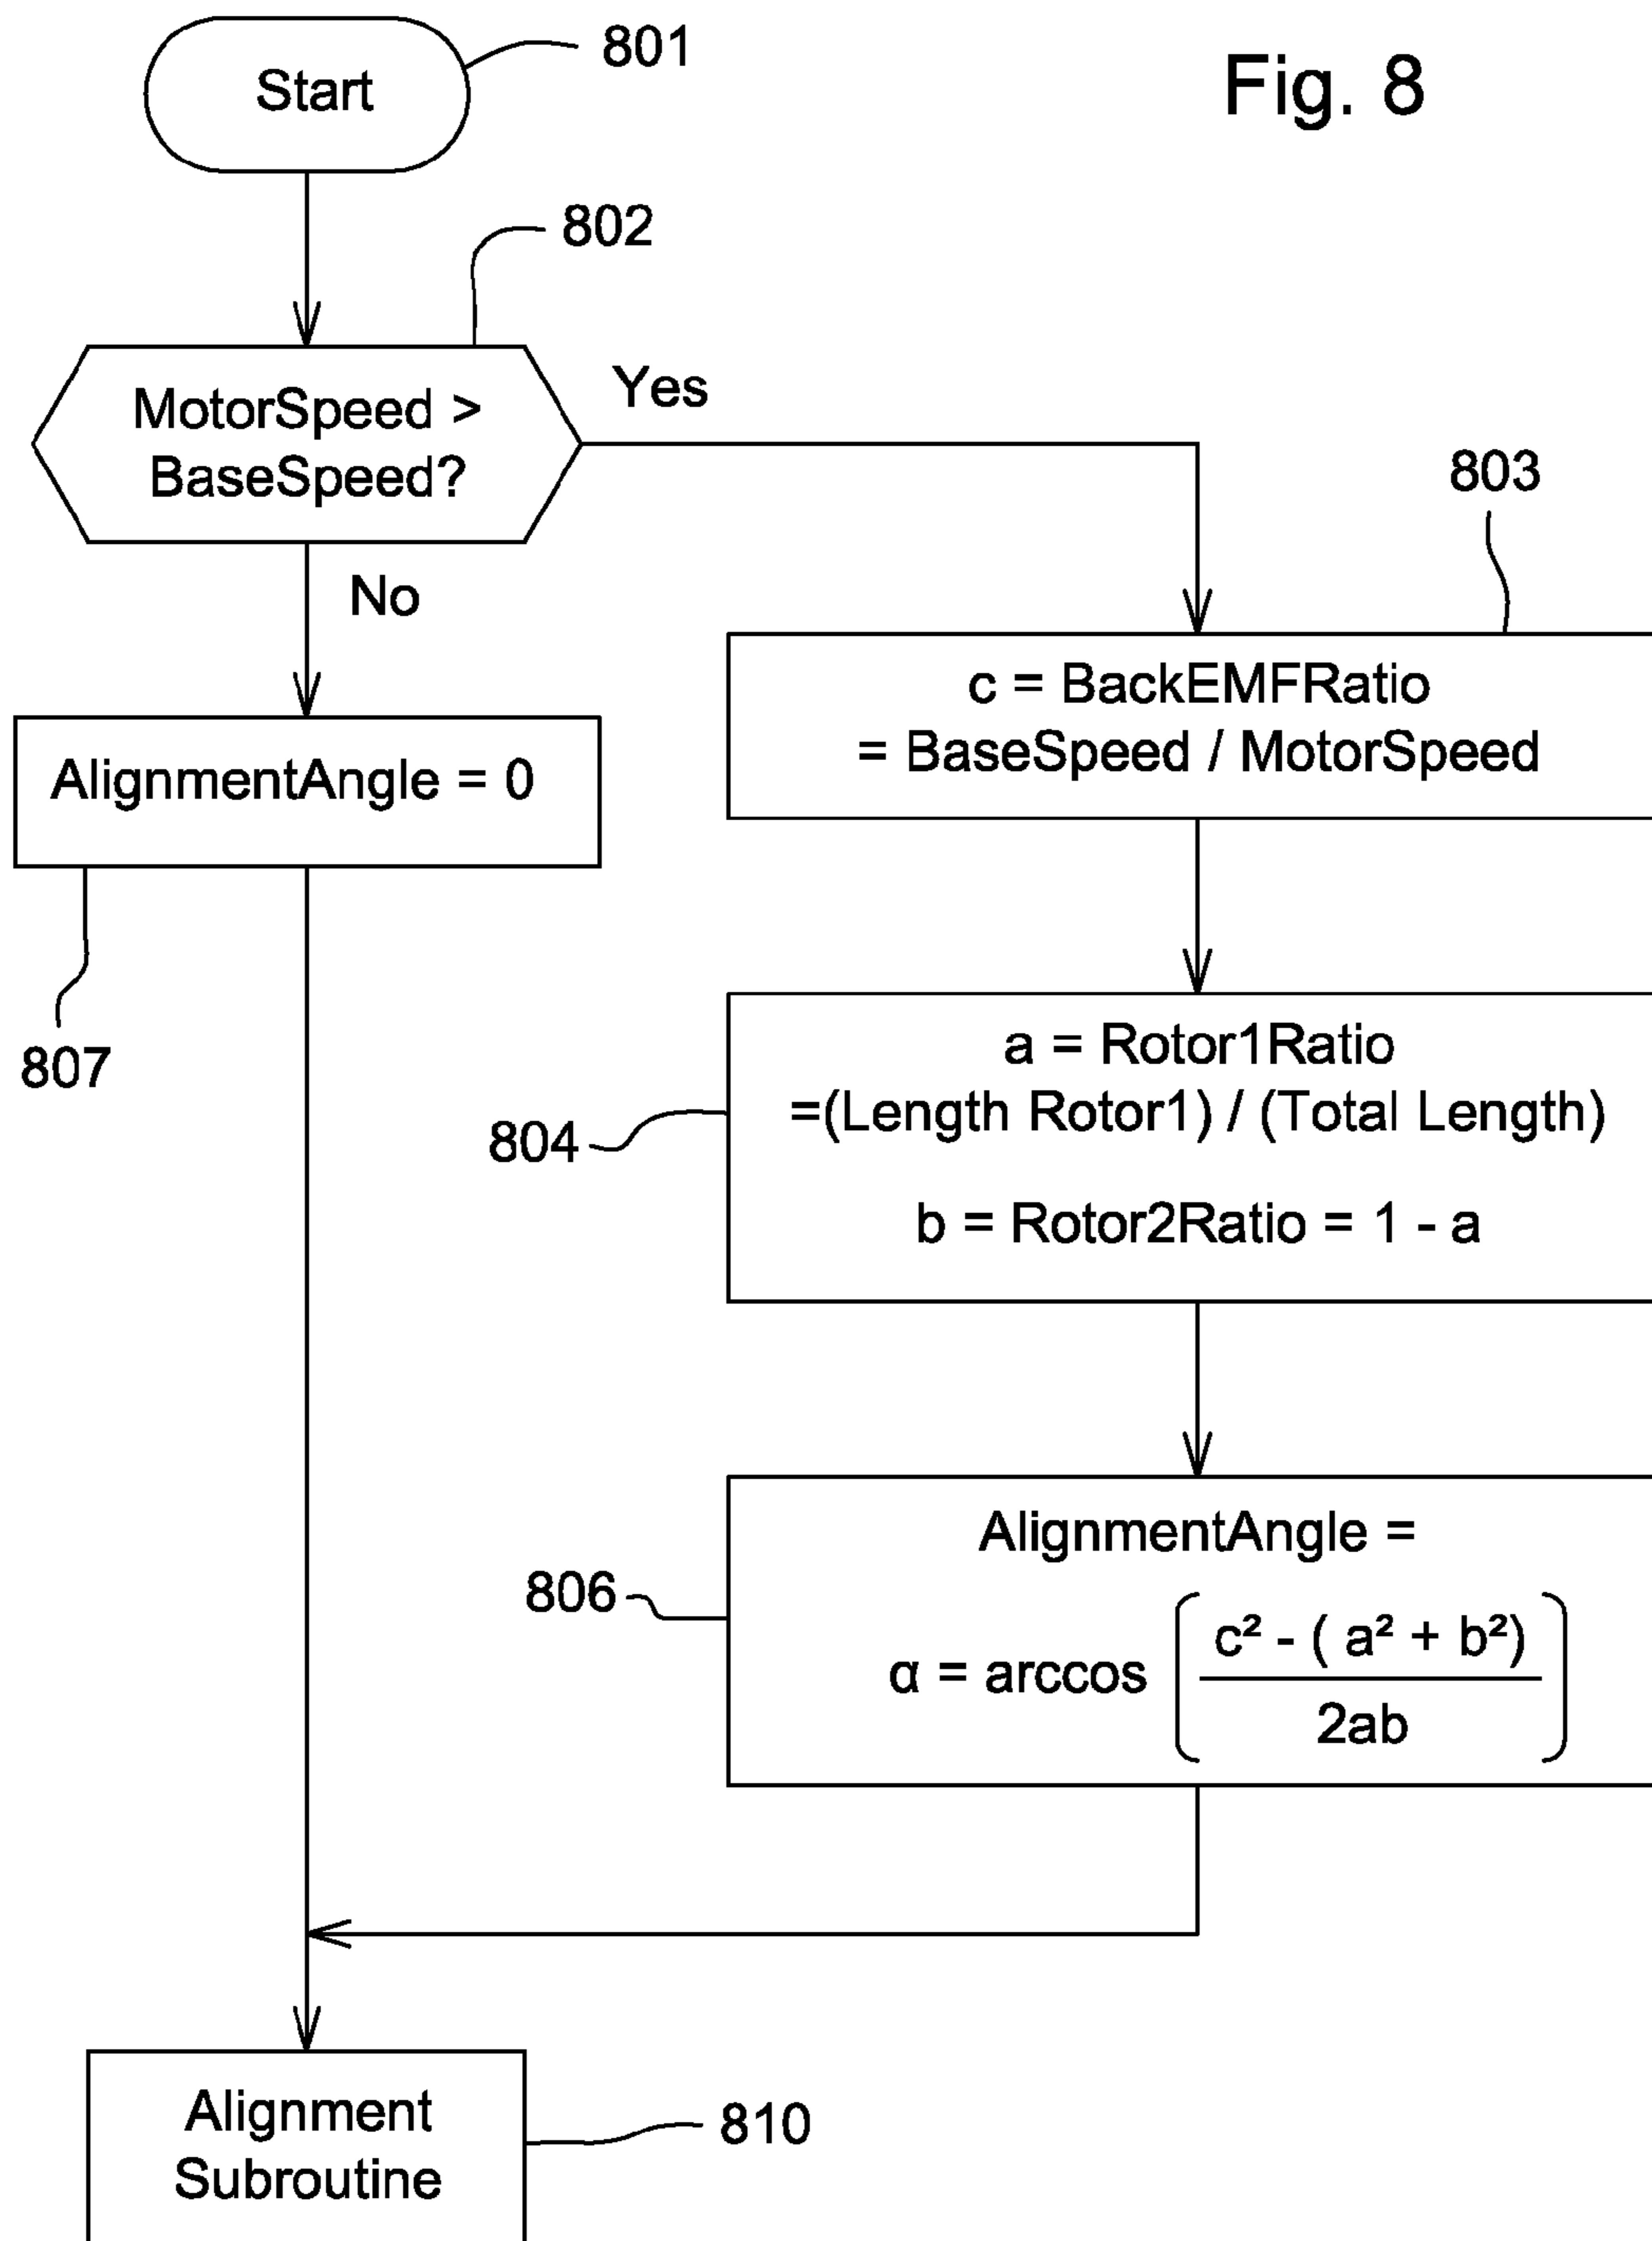 Fig. 8
Start
801
802
MotorSpeed >
BaseSpeed?
Yes
No
803
c = BackEMFRatio
= BaseSpeed / MotorSpeed
AlignmentAngle = 0
807
804
a = Rotor1Ratio
=(Length Rotor1) / (Total Length)
b = Rotor2Ratio = 1 - a
806
AlignmentAngle =
α = arccos
c² - ( a² + b²)
2ab
Alignment
Subroutine
810